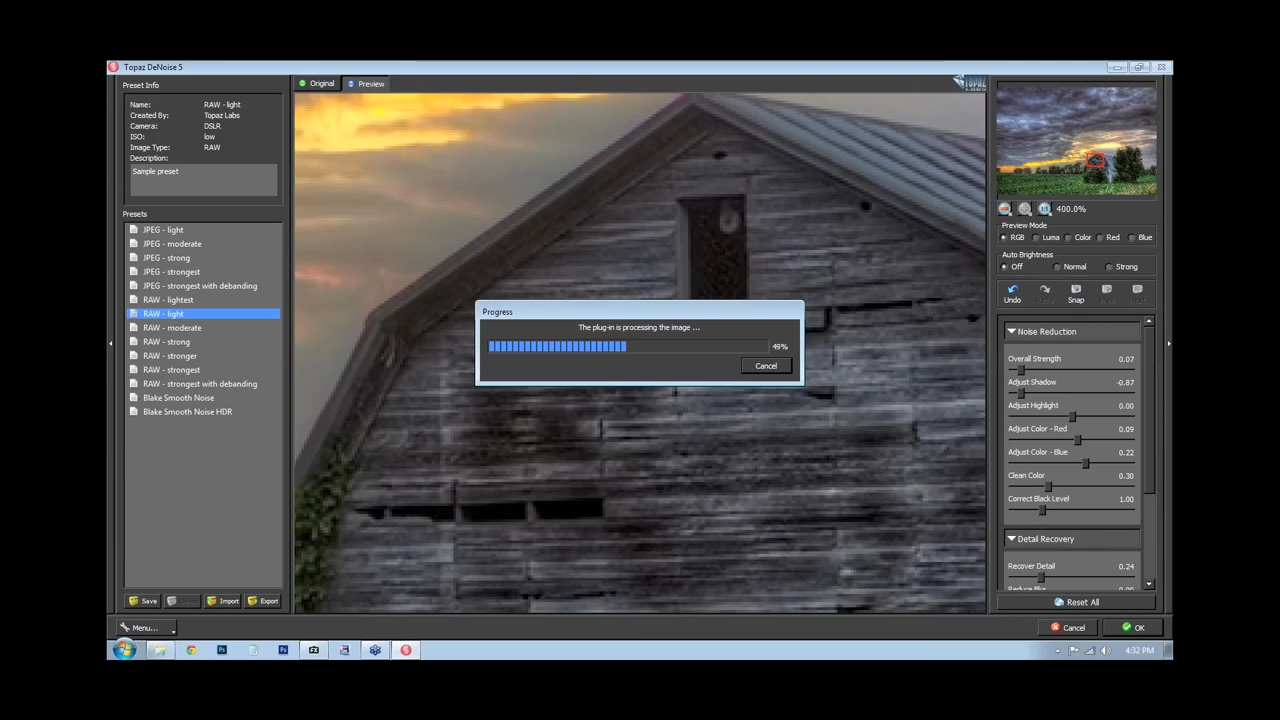 Topaz DeNoise 5
Preset Info
Name: RAW - light
Created By: Topaz Labs
Camera: DSLR
ISO: low
Image Type: RAW
Description:
Sample preset
Presets
JPEG - light
JPEG - moderate
JPEG - strong
JPEG - strongest
JPEG - strongest with debanding
RAW - lightest
RAW - light
RAW - moderate
RAW - strong
RAW - stronger
RAW - strongest
RAW - strongest with debanding
Blake Smooth Noise
Blake Smooth Noise HDR
Save
Import
Export
Menu...
Original
Preview
TOPAZ
Progress
The plug-in is processing the image ...
49%
Cancel
400.0%
Preview Mode
RGB Luma Color Red Blue
Auto Brightness
Off Normal Strong
Undo
Snap
Noise Reduction
Overall Strength 0.07
Adjust Shadow -0.87
Adjust Highlight 0.00
Adjust Color - Red 0.09
Adjust Color - Blue 0.22
Clean Color 0.30
Correct Black Level 1.00
Detail Recovery
Recover Detail 0.24
Reduce Blur
Reset All
Cancel
OK
4:32 PM